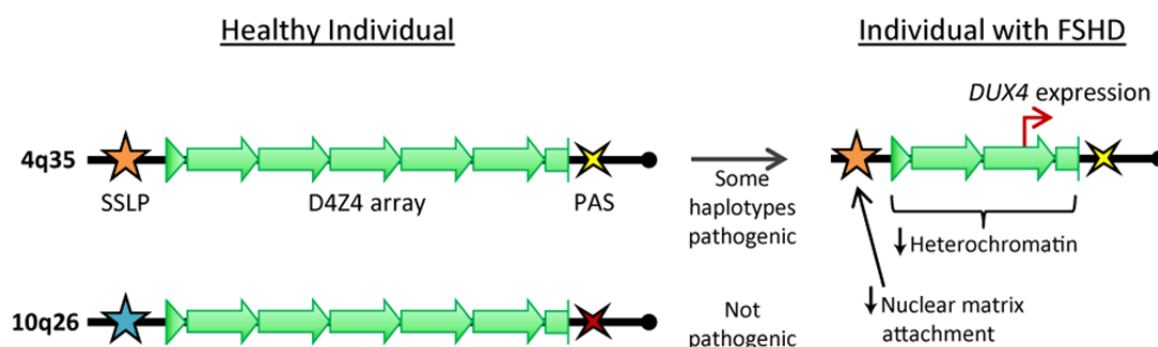 Healthy Individual
Individual with FSHD
DUX4 expression
4q35
SSLP
D4Z4 array
PAS
Some
haplotypes
pathogenic
↓ Heterochromatin
10q26
Not
pathogenic
↓ Nuclear matrix
attachment